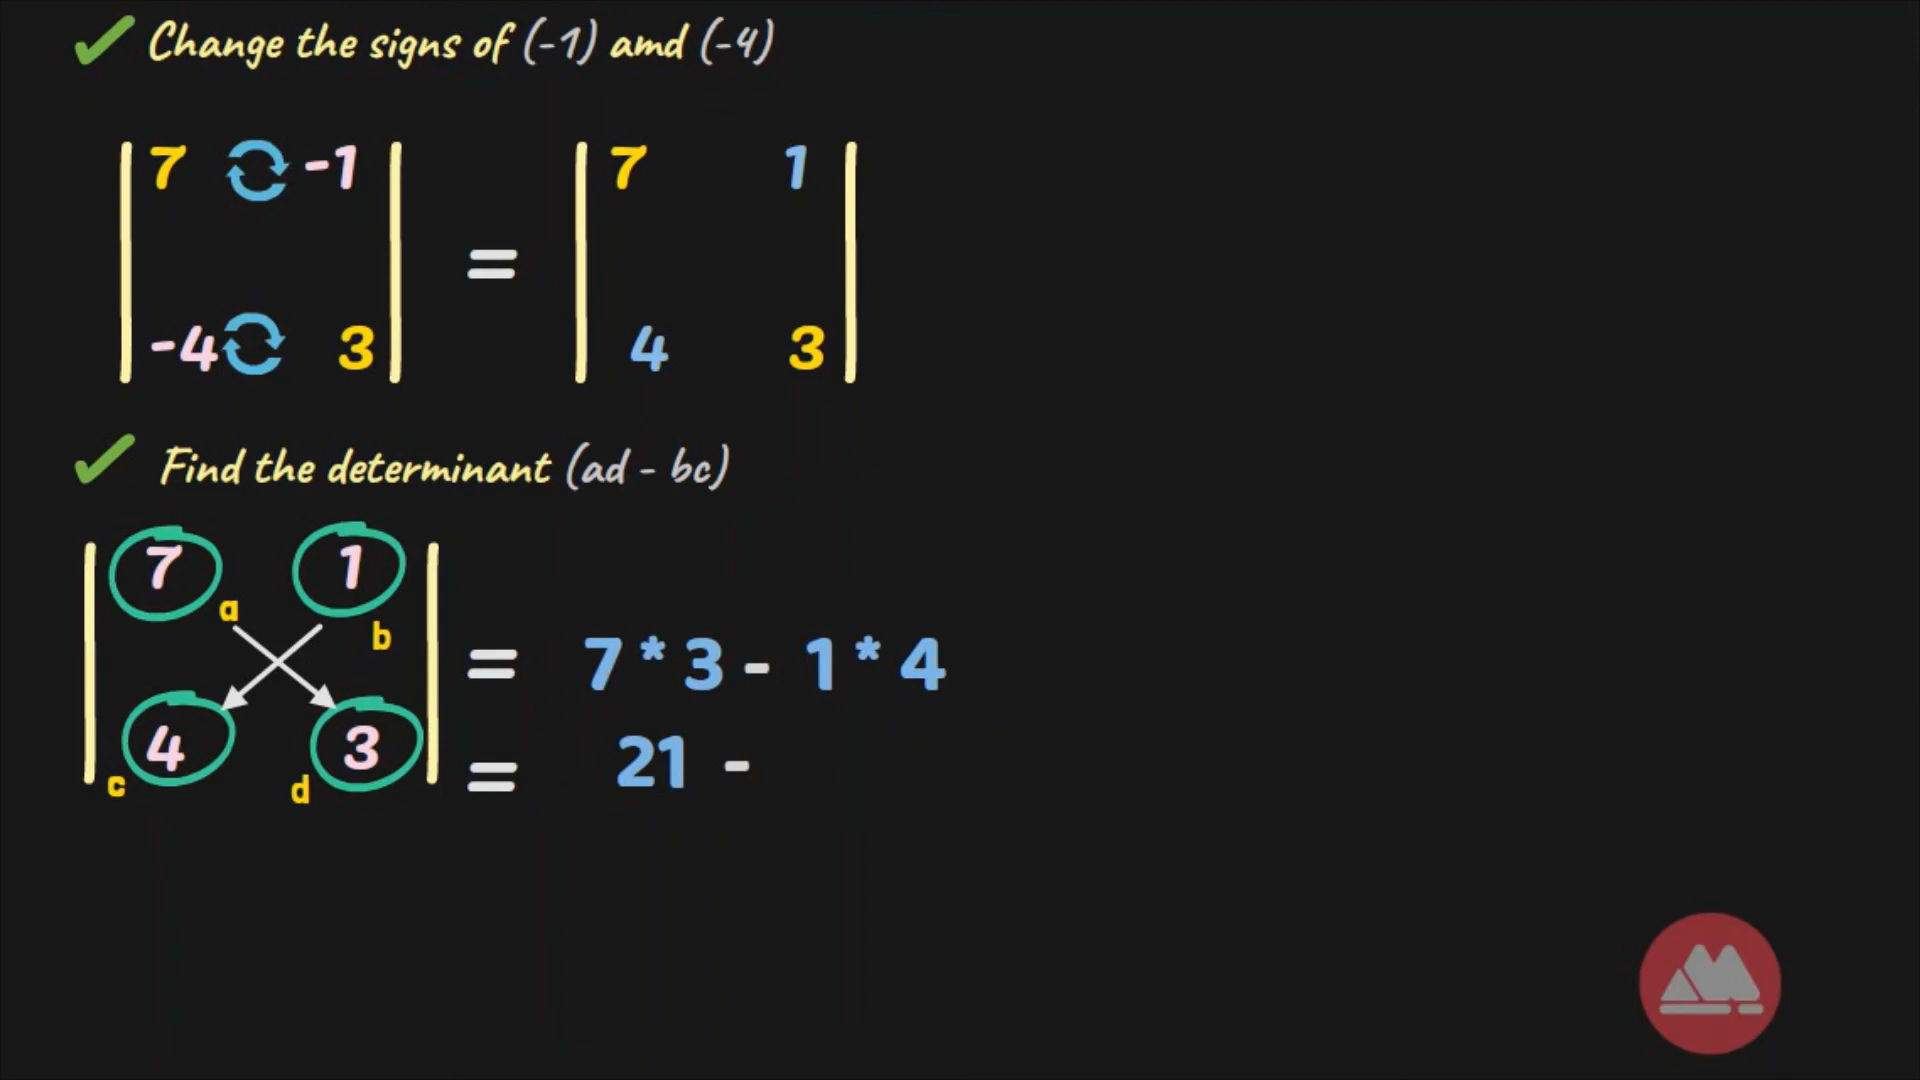 Change the signs of (-1) amd (-4)
7 -1 7 1
=
-4 3 4 3
Find the determinant (ad - bc)
7 1
a
b
= 7 * 3 - 1 * 4
4 3
c d
= 21 -